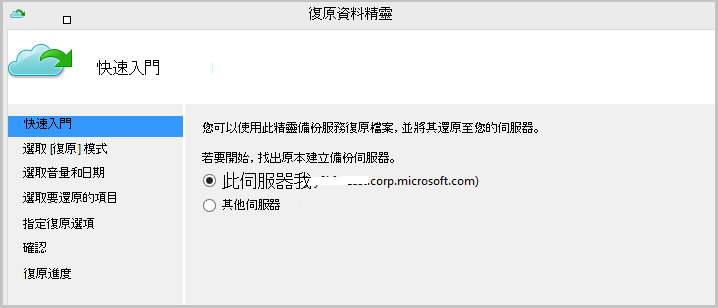 復原資料精靈
快速入門
快速入門
選取 [復原] 模式
選取音量和日期
選取要還原的項目
指定復原選項
確認
復原進度
您可以使用此精靈備份服務復原檔案, 並將其還原至您的伺服器。
若要開始, 找出原本建立備份伺服器。
此伺服器我 .corp.microsoft.com)
其他伺服器